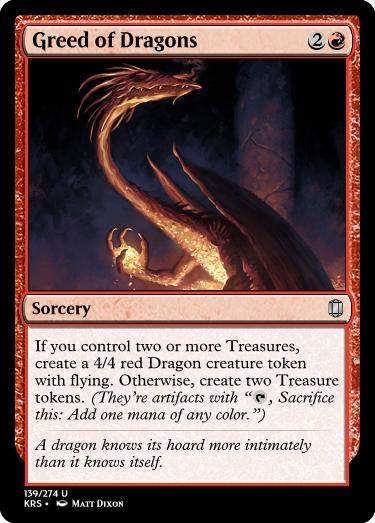 Greed of Dragons 2
Sorcery
If you control two or more Treasures,
create a 4/4 red Dragon creature token
with flying. Otherwise, create two Treasure
tokens. (They're artifacts with “, Sacrifice
this: Add one mana of any color.”)
A dragon knows its hoard more intimately
than it knows itself.
139/274 U
KRS • Matt Dixon